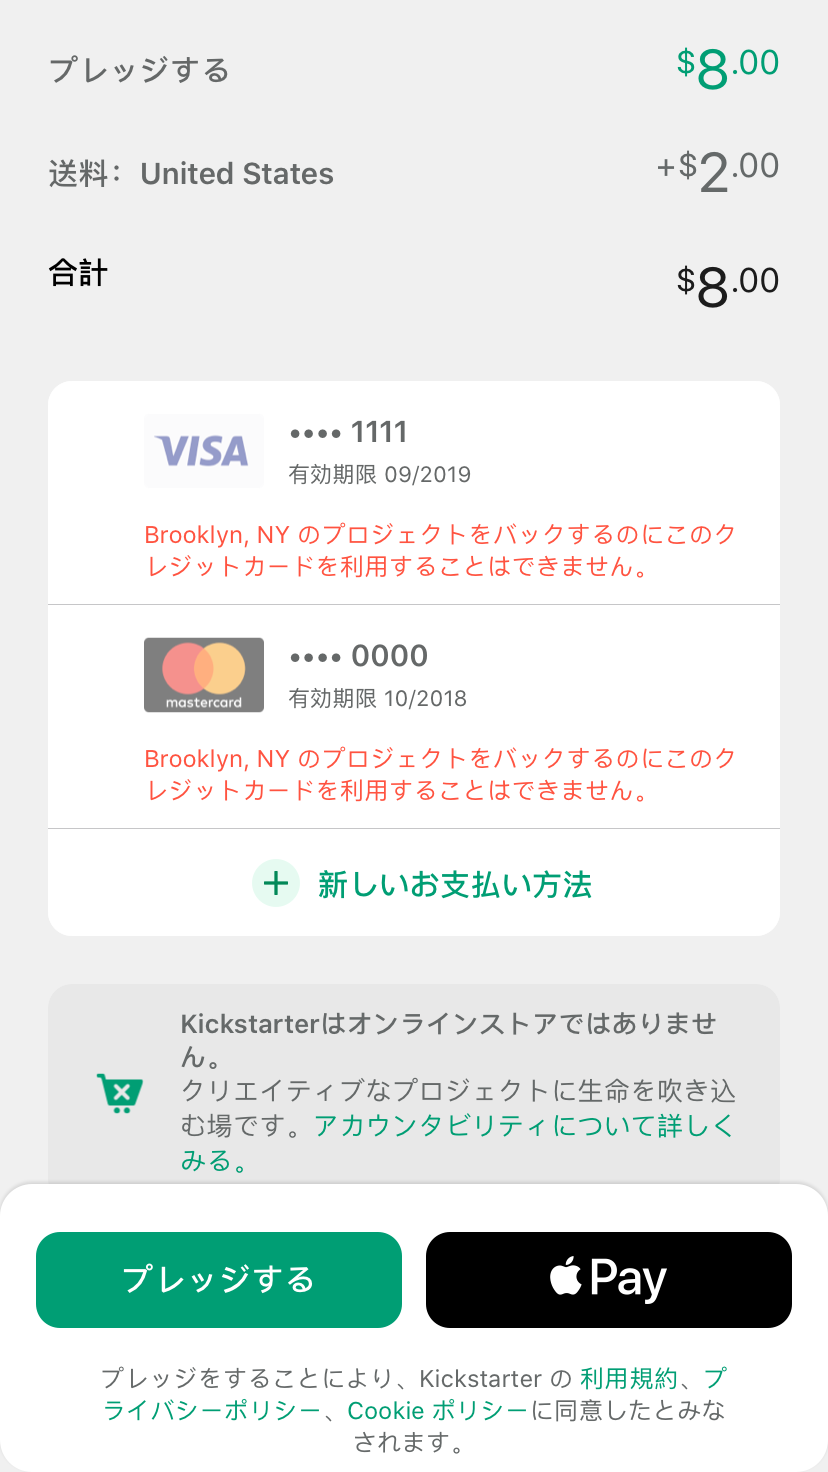 プレッジする $8.00
送料： United States +$2.00
合計 $8.00
VISA •••• 1111
有効期限 09/2019
Brooklyn, NY のプロジェクトをバックするのにこのク
レジットカードを利用することはできません。
mastercard •••• 0000
有効期限 10/2018
Brooklyn, NY のプロジェクトをバックするのにこのク
レジットカードを利用することはできません。
+ 新しいお支払い方法
Kickstarterはオンラインストアではありませ
ん。
クリエイティブなプロジェクトに生命を吹き込
む場です。アカウンタビリティについて詳しく
みる。
プレッジする Pay
プレッジをすることにより、Kickstarter の 利用規約、プ
ライバシーポリシー、Cookie ポリシーに同意したとみな
されます。